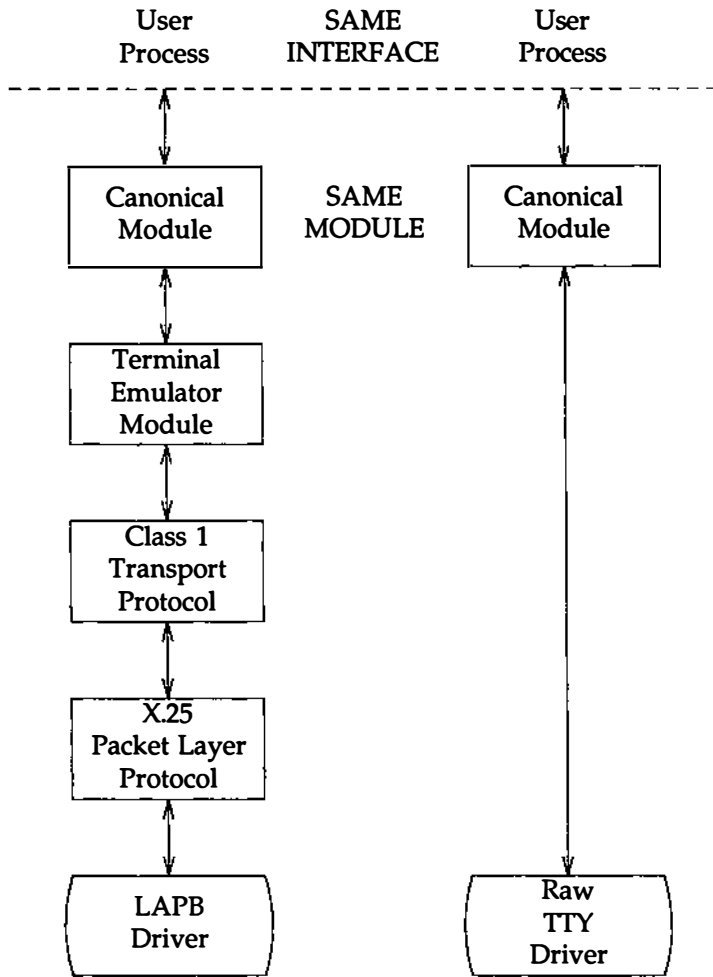 User
Process
SAME
INTERFACE
User
Process
Canonical
Module
SAME
MODULE
Canonical
Module
Terminal
Emulator
Module
Class 1
Transport
Protocol
X.25
Packet Layer
Protocol
LAPB
Driver
Raw
TTY
Driver